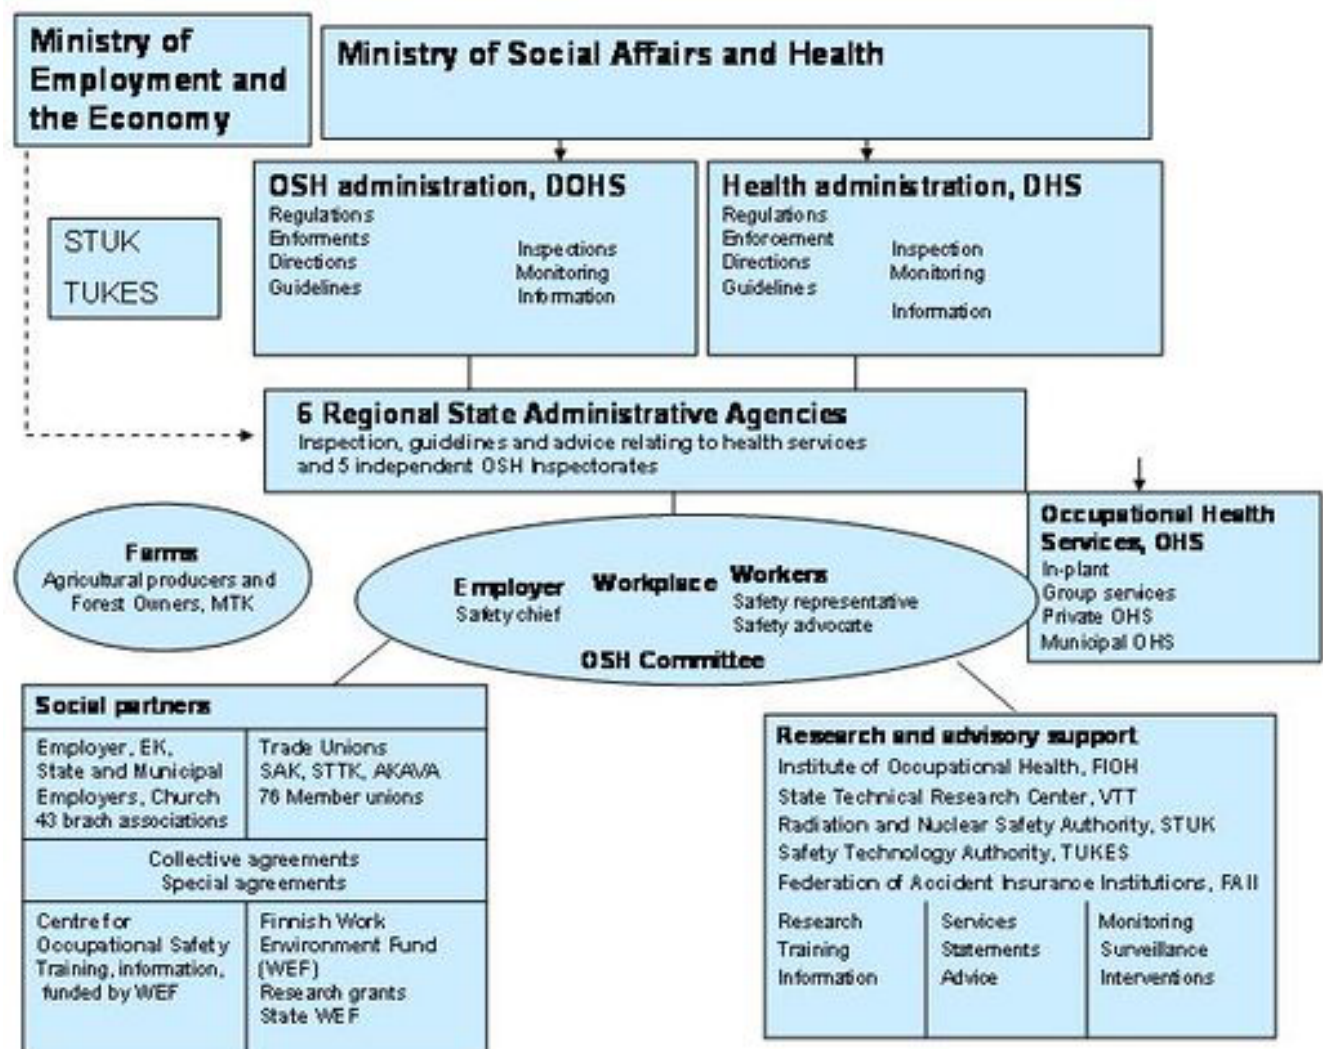 Ministry of
Employment and
the Economy
Ministry of Social Affairs and Health
STUK
TUKES
OSH administration, DOHS
Regulations
Enforments
Directions
Guidelines
Inspections
Monitoring
Information
Health administration, DHS
Regulations
Enforcement
Directions
Guidelines
Inspection
Monitoring
Information
6 Regional State Administrative Agencies
Inspection, guidelines and advice relating to health services
and 5 independent OSH Inspectorates
Farms
Agricultural producers and
Forest Owners, MTK
Employer
Safety chief
Workplace
Workers
Safety representative
Safety advocate
OSH Committee
Occupational Health
Services, OHS
In-plant
Group services
Private OHS
Municipal OHS
Social partners
Employer, EK,
State and Municipal
Employers, Church
43 brach associations
Trade Unions
SAK, STTK, AKAVA
76 Member unions
Collective agreements
Special agreements
Centre for
Occupational Safety
Training, information,
funded by WEF
Finnish Work
Environment Fund
(WEF)
Research grants
State WEF
Research and advisory support
Institute of Occupational Health, FIOH
State Technical Research Center, VTT
Radiation and Nuclear Safety Authority, STUK
Safety Technology Authority, TUKES
Federation of Accident Insurance Institutions, FAII
Research
Training
Information
Services
Statements
Advice
Monitoring
Surveillance
Interventions